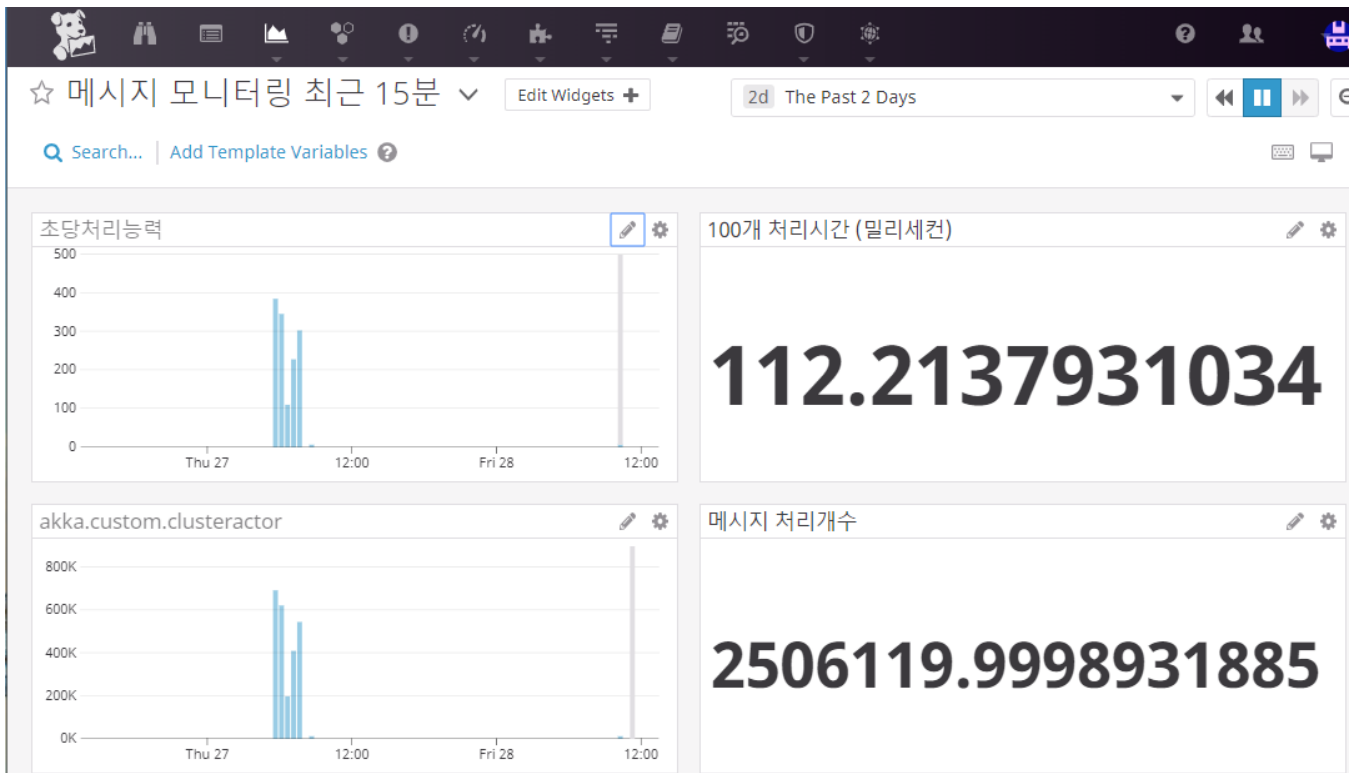 메시지 모니터링 최근 15분
Edit Widgets
2d The Past 2 Days
Search...
Add Template Variables
초당처리능력
500
400
300
200
100
0
Thu 27
12:00
Fri 28
12:00
100개 처리시간 (밀리세컨)
112.2137931034
akka.custom.clusteractor
800K
600K
400K
200K
0K
Thu 27
12:00
Fri 28
12:00
메시지 처리개수
2506119.9998931885